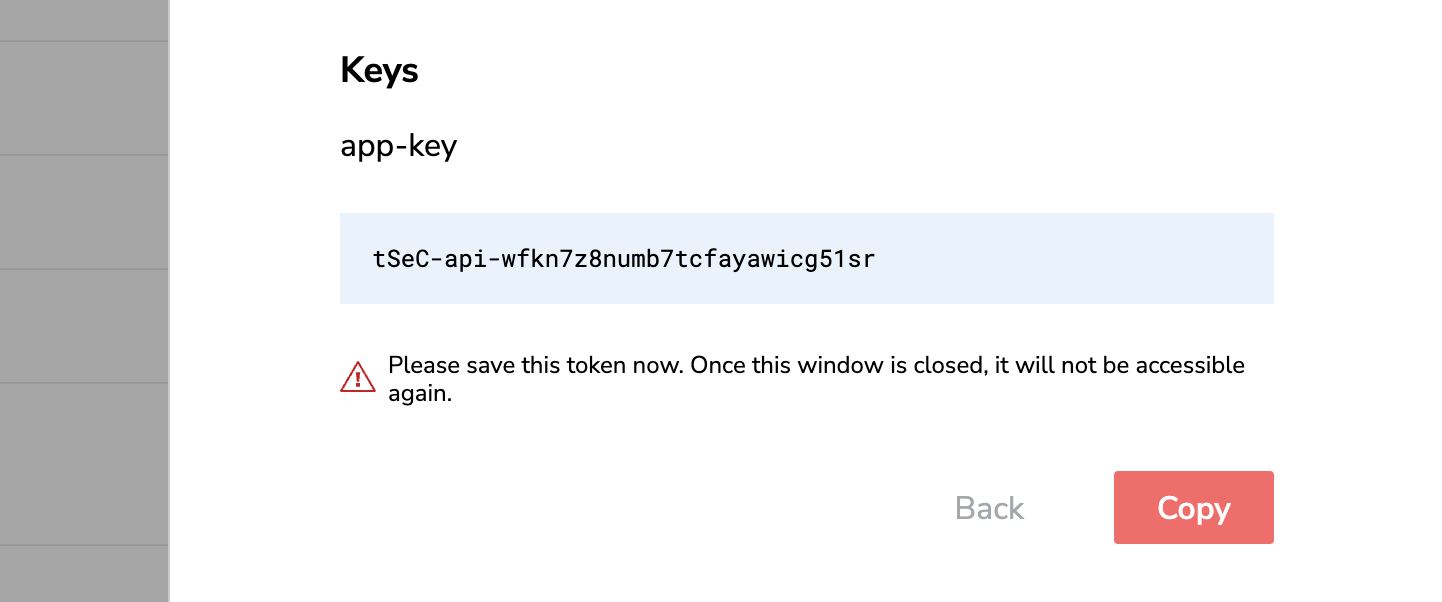 Keys
app-key
tSeC-api-wfkn7z8numb7tcfayawicg51sr
Please save this token now. Once this window is closed, it will not be accessible
again.
Back
Copy